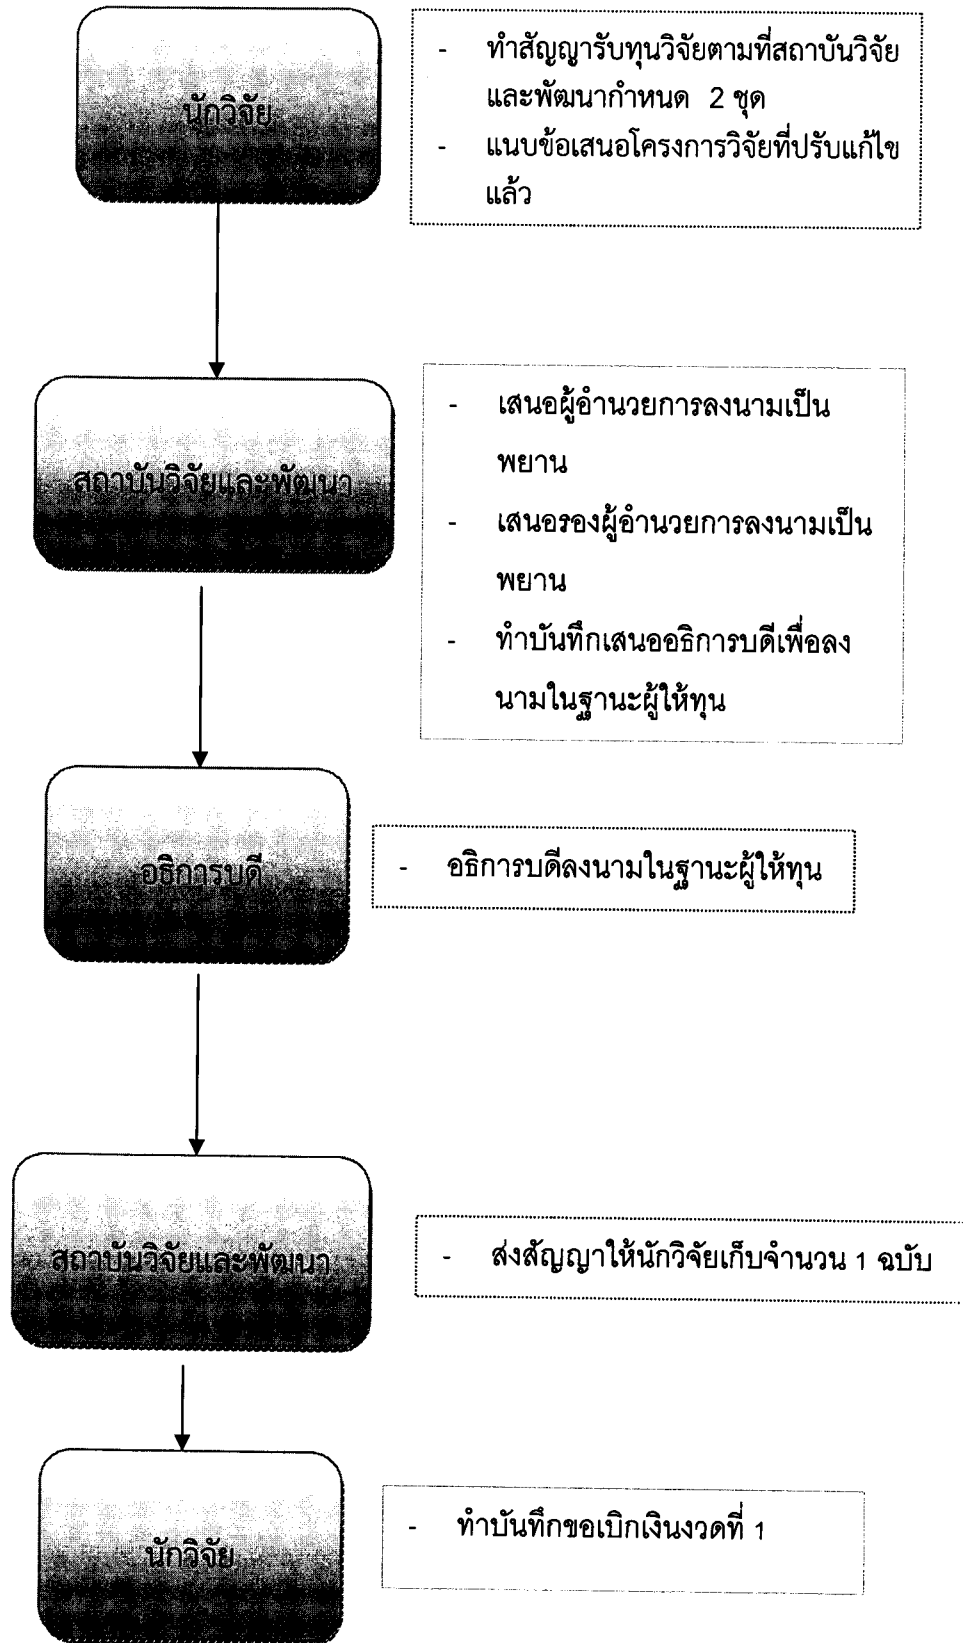 นักวิจัย
- ทำสัญญารับทุนวิจัยตามที่สถาบันวิจัย
และพัฒนากำหนด 2 ชุด
- แนบข้อเสนอโครงการวิจัยที่ปรับแก้ไข
แล้ว
สถาบันวิจัยและพัฒนา
- เสนอผู้อำนวยการลงนามเป็น
พยาน
- เสนอรองผู้อำนวยการลงนามเป็น
พยาน
- ทำบันทึกเสนออธิการบดีเพื่อลง
นามในฐานะผู้ให้ทุน
อธิการบดี
- อธิการบดีลงนามในฐานะผู้ให้ทุน
สถาบันวิจัยและพัฒนา
- ส่งสัญญาให้นักวิจัยเก็บจำนวน 1 ฉบับ
นักวิจัย
- ทำบันทึกขอเบิกเงินงวดที่ 1